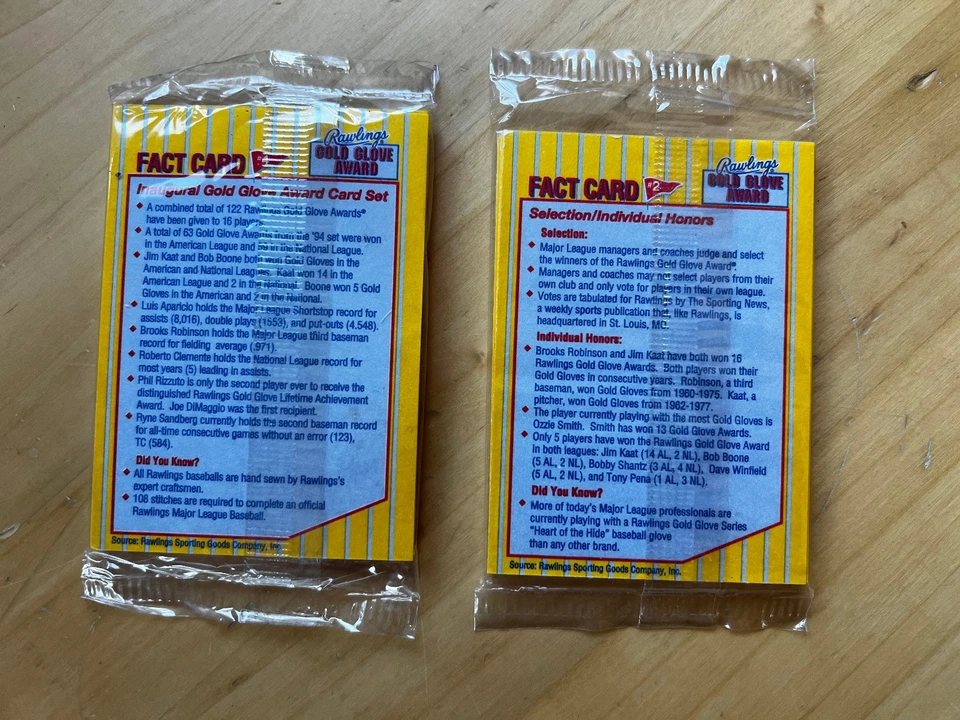 Rawlings®
FACT CARD
GOLD GLOVE
AWARD
Inaugural Gold Glove Award Card Set
A combined total of 122 Rawlings Gold Glove Awards®
have been given to 16 players.
A total of 63 Gold Glove Awards from the '94 set were won
in the American League and 59 in the National League.
Jim Kaat and Bob Boone both won Gold Gloves in the
American and National Leagues. Kaat won 14 in the
American League and 2 in the National. Boone won 5 Gold
Gloves in the American and 2 in the National.
Luis Aparicio holds the Major League Shortstop record for
assists (8,016), double plays (1553), and put-outs (4.548).
Brooks Robinson holds the Major League third baseman
record for fielding average (.971).
Roberto Clemente holds the National League record for
most years (5) leading in assists.
Phil Rizzuto is only the second player ever to receive the
distinguished Rawlings Gold Glove Lifetime Achievement
Award. Joe DiMaggio was the first recipient.
Ryne Sandberg currently holds the second baseman record
for all-time consecutive games without an error (123),
TC (584).
Did You Know?
All Rawlings baseballs are hand sewn by Rawlings's
expert craftsmen.
108 stitches are required to complete an official
Rawlings Major League Baseball.
Source: Rawlings Sporting Goods Company, Inc.
Rawlings®
FACT CARD #2
GOLD GLOVE
AWARD
Selection/Individual Honors
Selection:
Major League managers and coaches judge and select
the winners of the Rawlings Gold Glove Award®.
Managers and coaches may not select players from their
own club and only vote for players in their own league.
Votes are tabulated for Rawlings by The Sporting News,
a weekly sports publication that, like Rawlings, is
headquartered in St. Louis, MO.
Individual Honors:
Brooks Robinson and Jim Kaat have both won 16
Rawlings Gold Glove Awards. Both players won their
Gold Gloves in consecutive years. Robinson, a third
baseman, won Gold Gloves from 1960-1975. Kaat, a
pitcher, won Gold Gloves from 1962-1977.
The player currently playing with the most Gold Gloves is
Ozzie Smith. Smith has won 13 Gold Glove Awards.
Only 5 players have won the Rawlings Gold Glove Award
in both leagues: Jim Kaat (14 AL, 2 NL), Bob Boone
(5 AL, 2 NL), Bobby Shantz (3 AL, 4 NL), Dave Winfield
(5 AL, 2 NL), and Tony Pena (1 AL, 3 NL).
Did You Know?
More of today's Major League professionals are
currently playing with a Rawlings Gold Glove Series
"Heart of the Hide" baseball glove
than any other brand.
Source: Rawlings Sporting Goods Company, Inc.